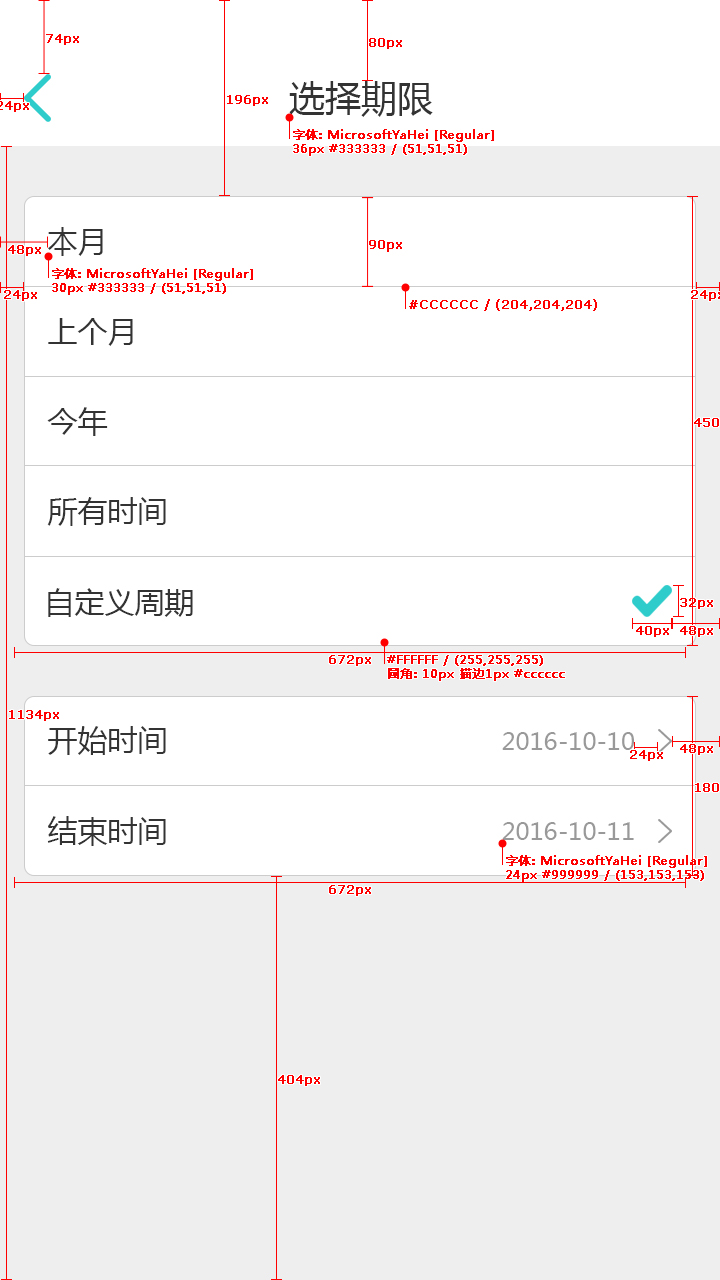 74px
80px
24px
196px
选择期限
字体: MicrosoftYaHei [Regular]
36px #333333 / (51,51,51)
本月
48px
90px
字体: MicrosoftYaHei [Regular]
30px #333333 / (51,51,51)
24px
24px
#CCCCCC / (204,204,204)
上个月
今年
450
所有时间
自定义周期
32px
40px
48px
672px
#FFFFFF / (255,255,255)
圆角: 10px 描边1px #cccccc
1134px
开始时间
2016-10-10
48px
24px
180
结束时间
2016-10-11
字体: MicrosoftYaHei [Regular]
24px #999999 / (153,153,153)
672px
404px